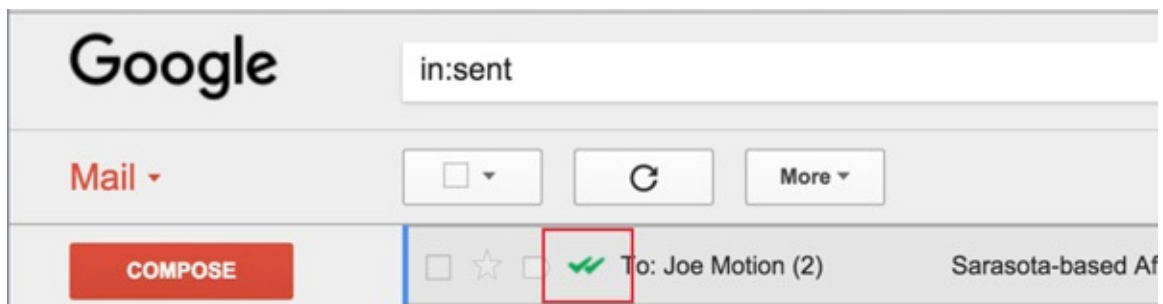 Google
in:sent
Mail
More
COMPOSE
To: Joe Motion (2)
Sarasota-based Af